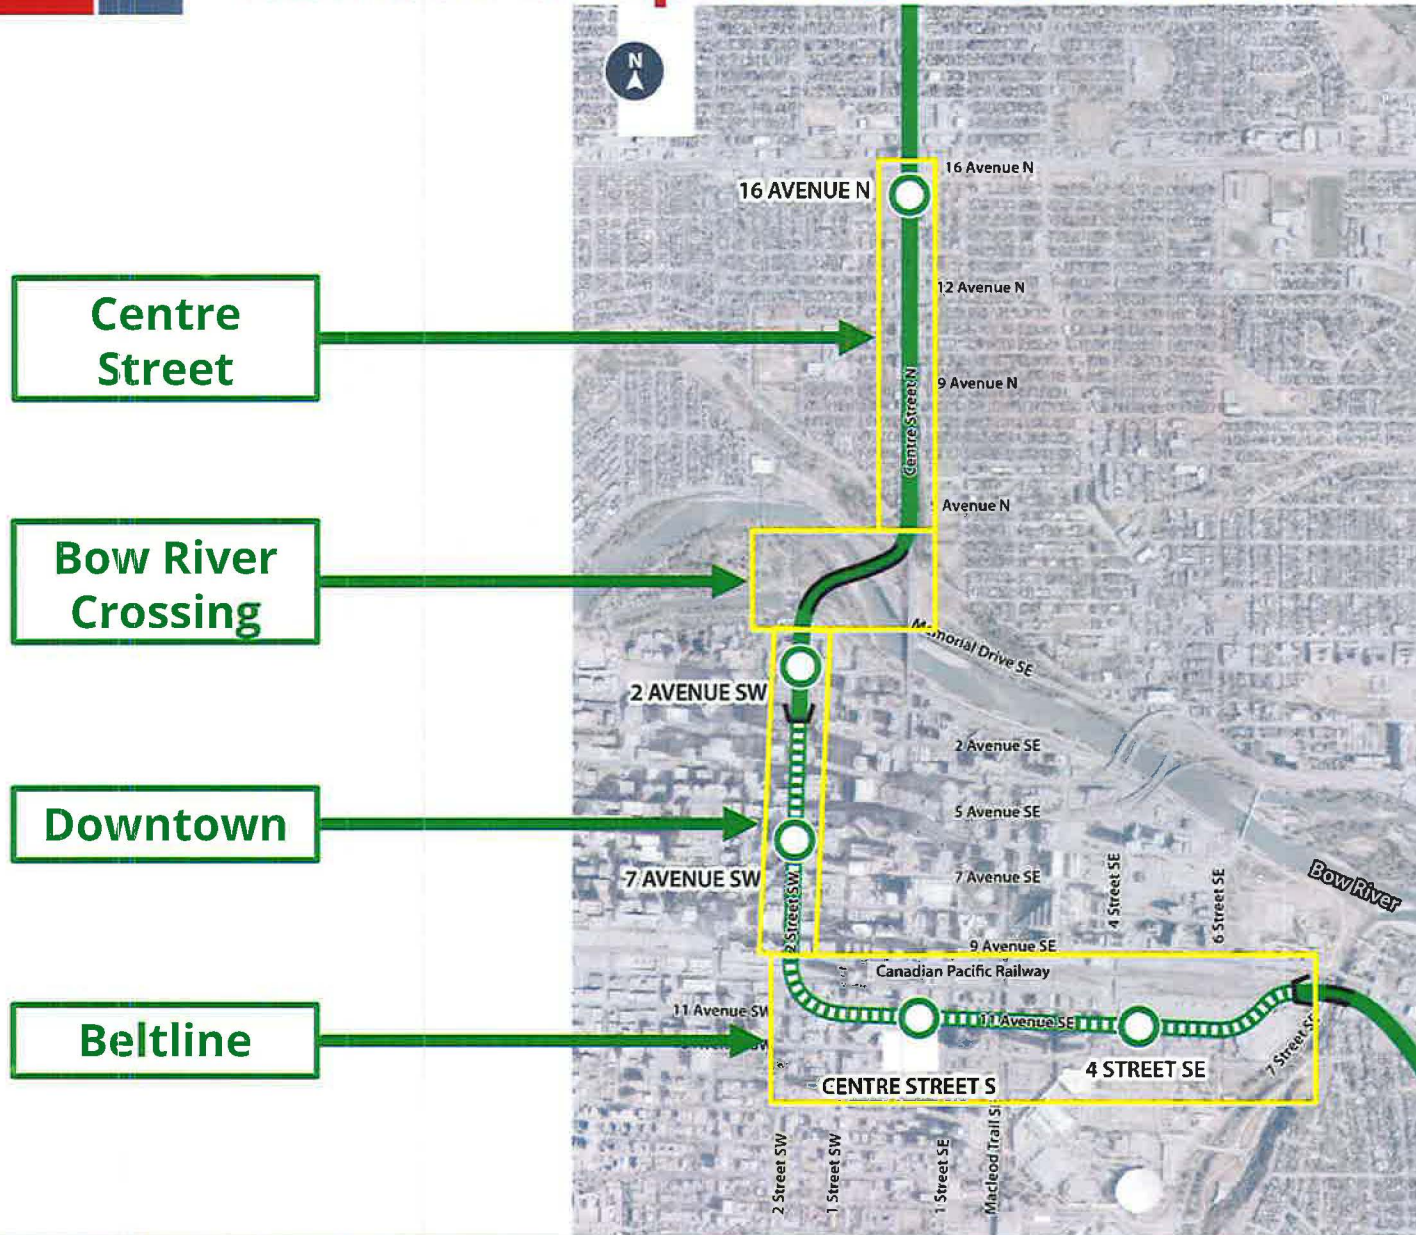 N
16 Avenue N
16 AVENUE N
12 Avenue N
Centre
Street
9 Avenue N
Centre Street N
Avenue N
Bow River
Crossing
Memorial Drive SE
2 AVENUE SW
2 Avenue SE
Downtown
5 Avenue SE
7 AVENUE SW
7 Avenue SE
4 Street SE
6 Street SE
Bow River
2 Street SW
9 Avenue SE
Canadian Pacific Railway
11 Avenue SW
11 Avenue SE
Beltline
7 Street SE
4 STREET SE
CENTRE STREET S
2 Street SW
1 Street SW
1 Street SE
Macleod Trail